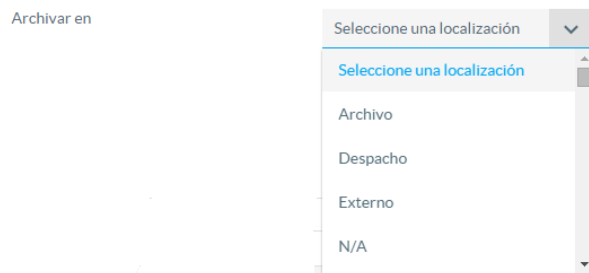 Archivar en
Seleccione una localización
Seleccione una localización
Archivo
Despacho
Externo
N/A